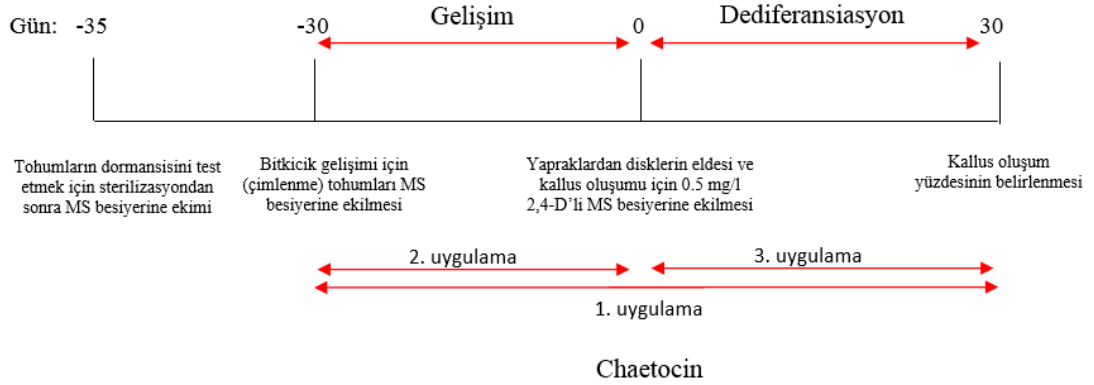 Gelişim
Dediferansiasyon
Gün: -35
-30
0
30
Tohumların dormansisini test
etmek için sterilizasyondan
sonra MS besiyerine ekimi
Bitkicik gelişimi için
(çimlenme) tohumları MS
besiyerine ekilmesi
Yapraklardan disklerin eldesi ve
kallus oluşumu için 0.5 mg/l
2,4-D’li MS besiyerine ekilmesi
Kallus oluşum
yüzdesinin belirlenmesi
2. uygulama
3. uygulama
1. uygulama
Chaetocin